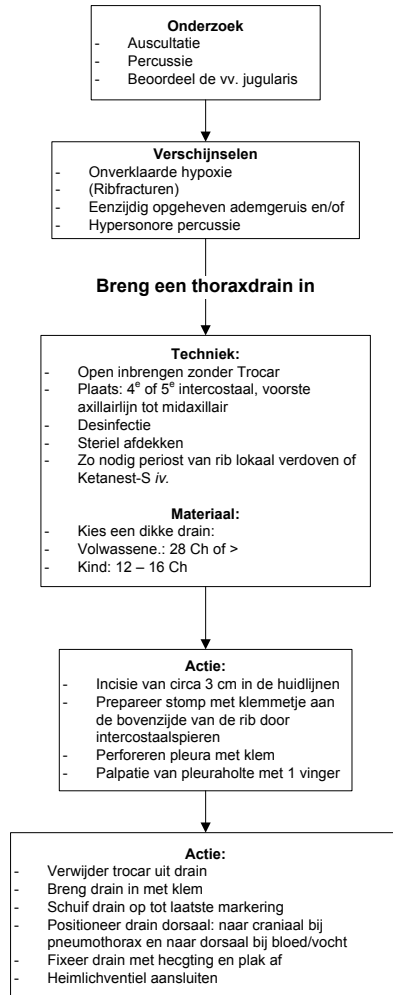 Onderzoek
- Auscultatie
- Percussie
- Beoordeel de vv. jugularis
Verschijnselen
- Onverklaarde hypoxie
- (Ribfracturen)
- Eenzijdig opgeheven ademgeruis en/of
- Hypersonore percussie
Breng een thoraxdrain in
Techniek:
- Open inbrengen zonder Trocar
- Plaats: 4e of 5e intercostaal, voorste
axillairlijn tot midaxillair
- Desinfectie
- Steriel afdekken
- Zo nodig periost van rib lokaal verdoven of
Ketanest-S iv.
Materiaal:
- Kies een dikke drain:
- Volwassene.: 28 Ch of >
- Kind: 12 – 16 Ch
Actie:
- Incisie van circa 3 cm in de huidlijnen
- Prepareer stomp met klemmetje aan
de bovenzijde van de rib door
intercostaalspieren
- Perforeren pleura met klem
- Palpatie van pleuraholte met 1 vinger
Actie:
- Verwijder trocar uit drain
- Breng drain in met klem
- Schuif drain op tot laatste markering
- Positioneer drain dorsaal: naar craniaal bij
pneumothorax en naar dorsaal bij bloed/vocht
- Fixeer drain met hecgting en plak af
- Heimlichventiel aansluiten